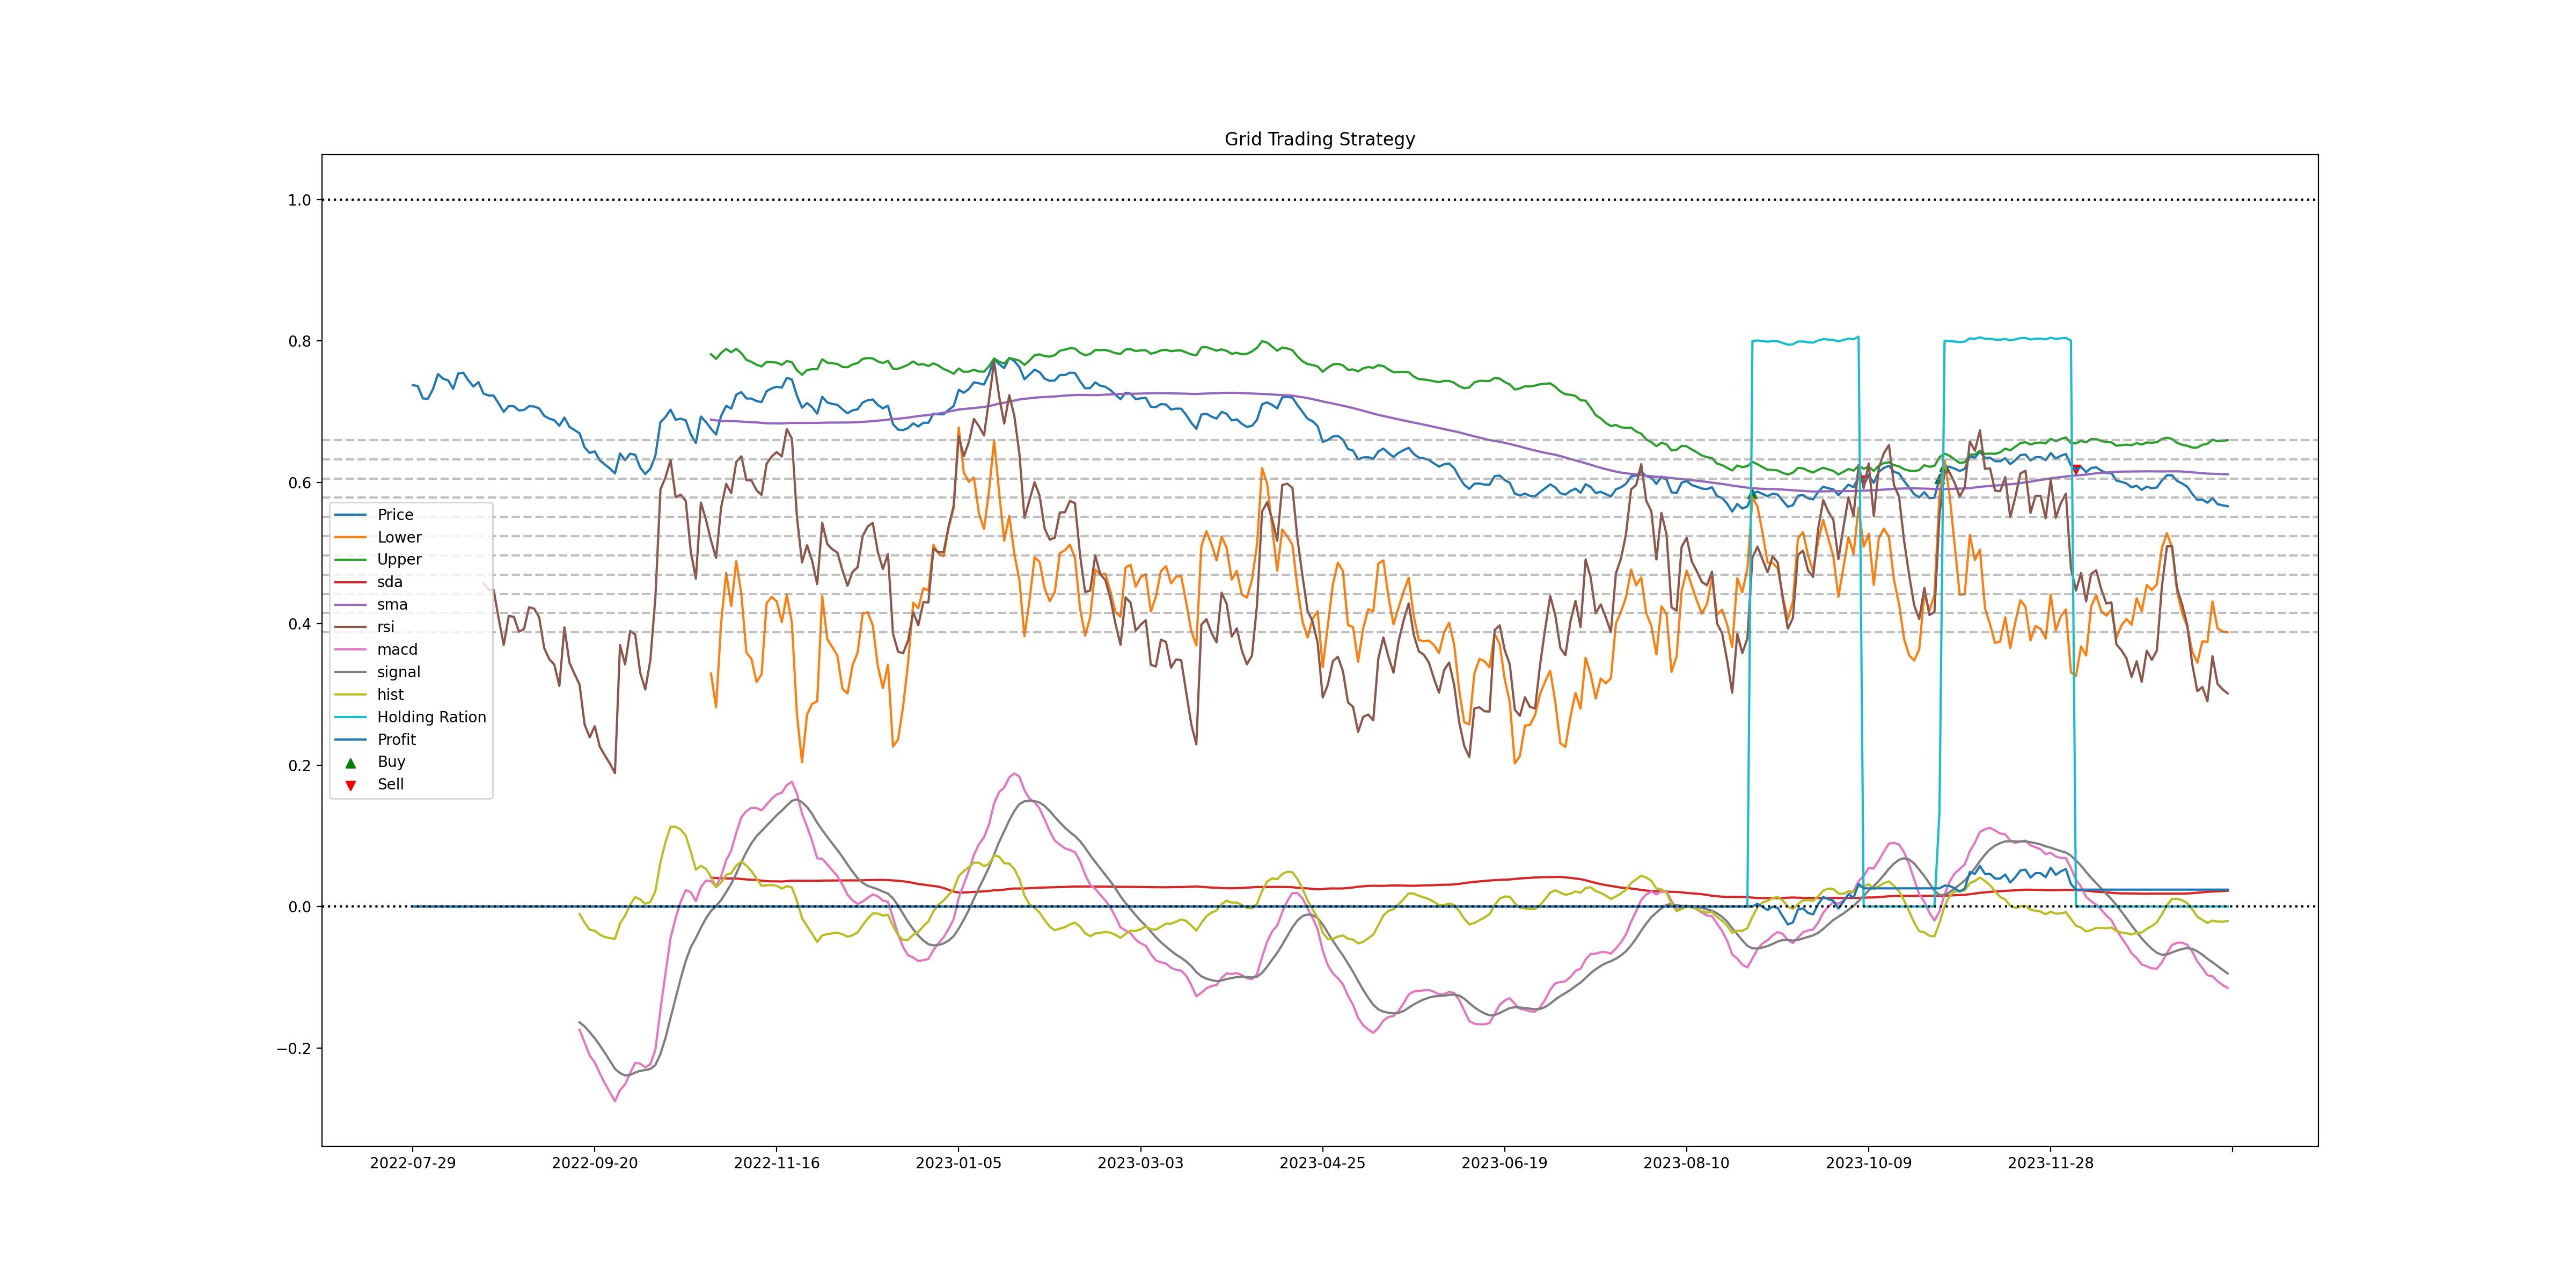 Grid Trading Strategy
1.0
0.8
0.6
0.4
0.2
0.0
−0.2
Price
Lower
Upper
sda
sma
rsi
macd
signal
hist
Holding Ration
Profit
Buy
Sell
2022-07-29 2022-09-20 2022-11-16 2023-01-05 2023-03-03 2023-04-25 2023-06-19 2023-08-10 2023-10-09 2023-11-28